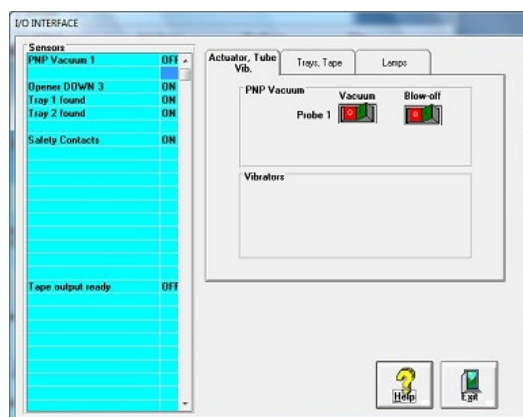 I/O INTERFACE
Sensors
PNP Vacuum 1 OFF
Opener DOWN 3 ON
Tray 1 found ON
Tray 2 found ON
Safety Contacts ON
Tape output ready OFF
Actuator, Tube
Vib.
Trays, Tape
Lamps
PNP Vacuum
Vacuum Blow-off
Probe 1 0 0
Vibrators
Help
Exit